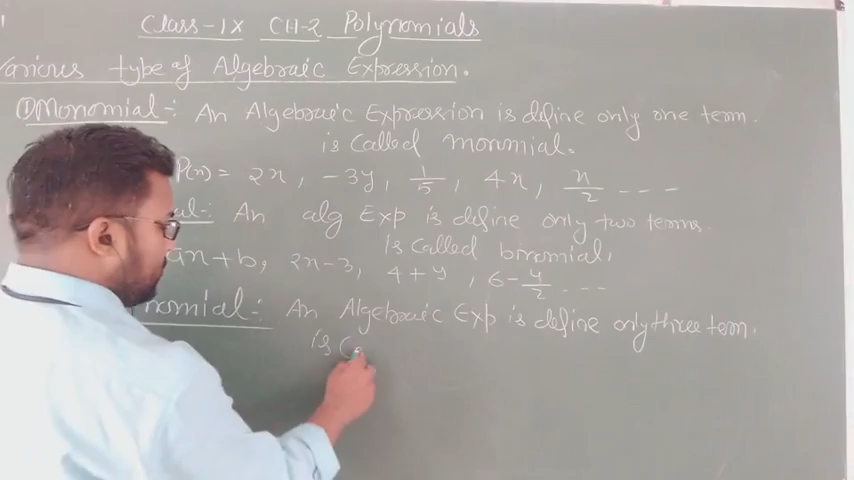 Class-IX CH-2 Polynomials
Various type of Algebraic Expression.
① Monomial:- An Algebraic Expression is define only one term.
is Called monmial.
P(x) = 2x, -3y, 1/5, 4x, x/2 ----
al:- An alg Exp is define only two terms.
is Called binomial,
ax+b, 2x-3, 4+y, 6-y/2 ---
nomial:- An Algebraic Exp is define only three term.
is C